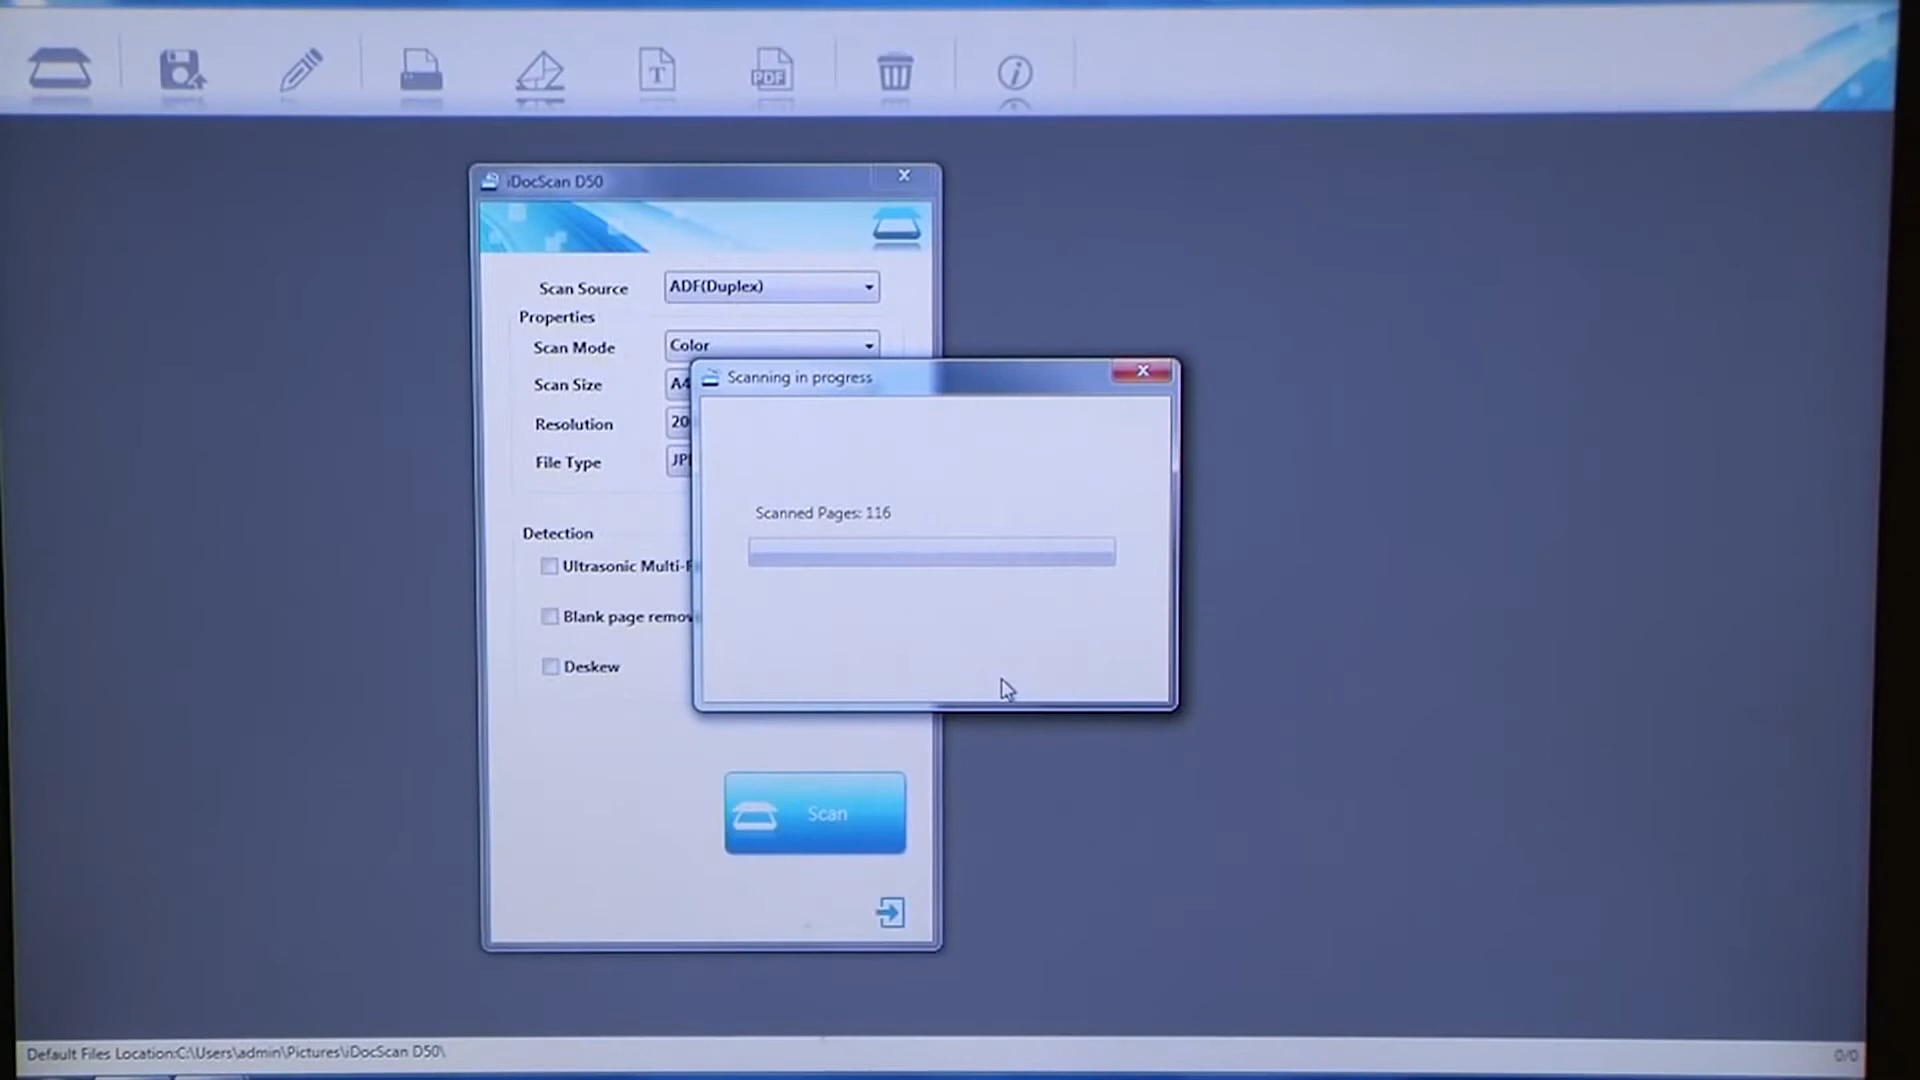 T
PDF
i
iDocScan D50
Scan Source ADF(Duplex)
Properties
Scan Mode Color
Scanning in progress
Scan Size A4
Resolution 20
File Type JP
Scanned Pages: 116
Detection
Ultrasonic Multi-F
Blank page remov
Deskew
Scan
Default Files Location:C:\Users\admin\Pictures\iDocScan D50\
0/0